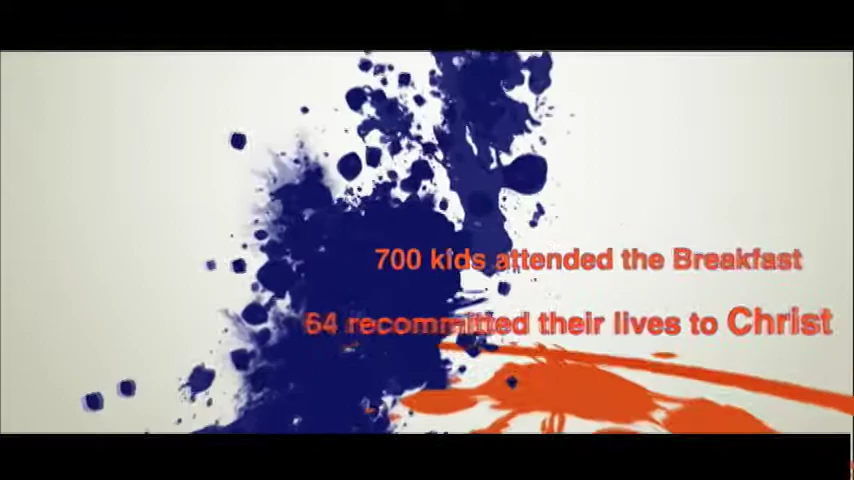 700 kids attended the Breakfast
64 recommitted their lives to Christ